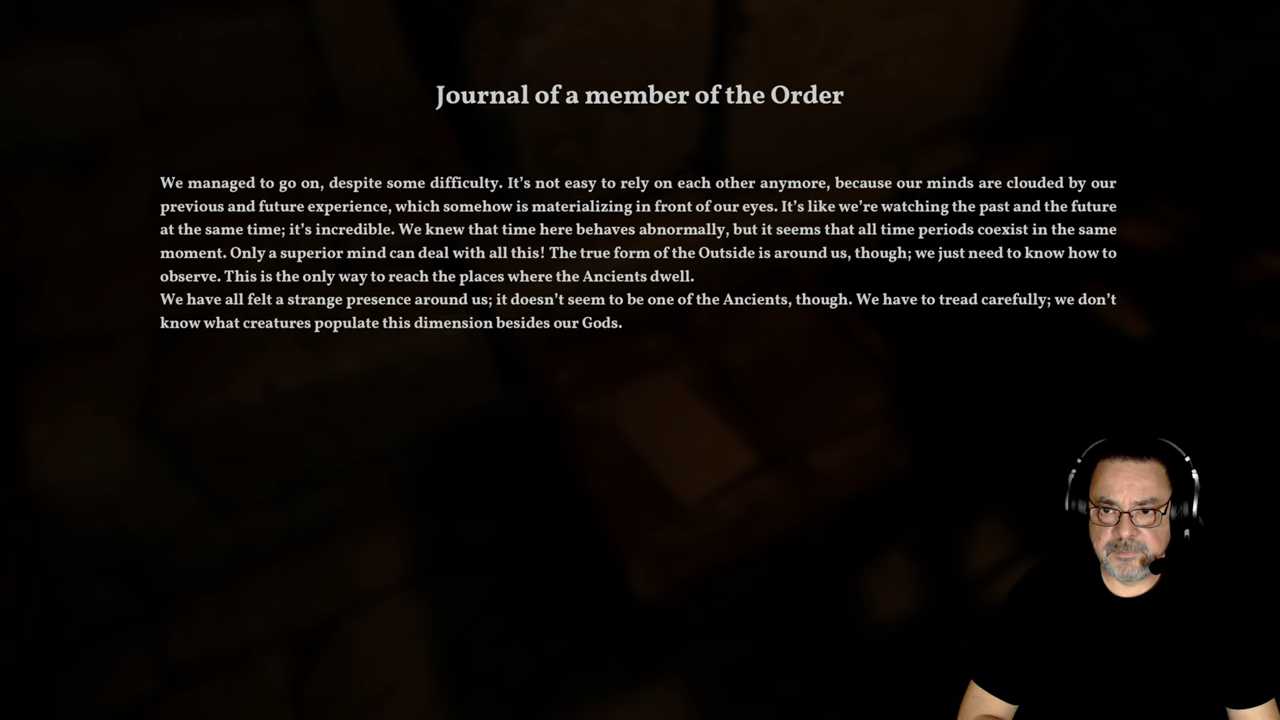 Journal of a member of the Order
We managed to go on, despite some difficulty. It’s not easy to rely on each other anymore, because our minds are clouded by our
previous and future experience, which somehow is materializing in front of our eyes. It’s like we’re watching the past and the future
at the same time; it’s incredible. We knew that time here behaves abnormally, but it seems that all time periods coexist in the same
moment. Only a superior mind can deal with all this! The true form of the Outside is around us, though; we just need to know how to
observe. This is the only way to reach the places where the Ancients dwell.
We have all felt a strange presence around us; it doesn’t seem to be one of the Ancients, though. We have to tread carefully; we don’t
know what creatures populate this dimension besides our Gods.